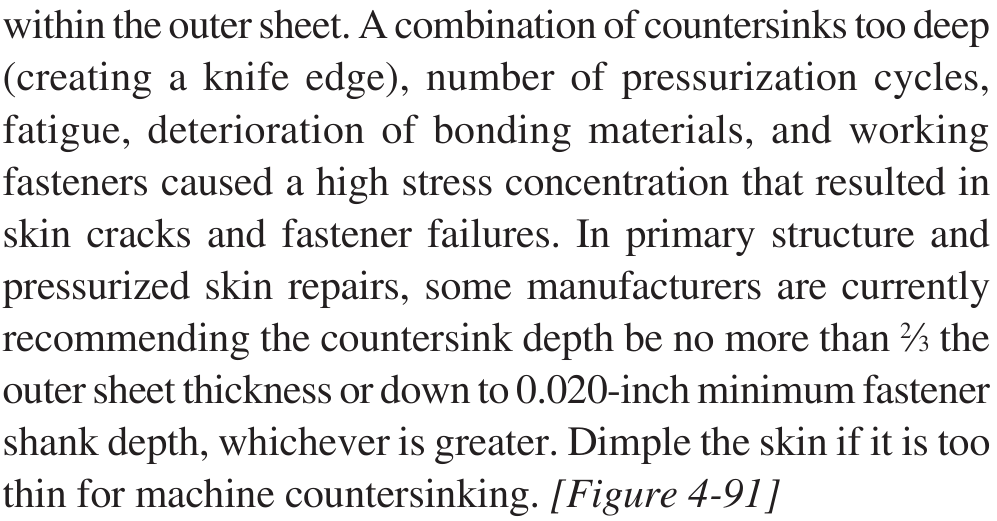 within the outer sheet. A combination of countersinks too deep
(creating a knife edge), number of pressurization cycles,
fatigue, deterioration of bonding materials, and working
fasteners caused a high stress concentration that resulted in
skin cracks and fastener failures. In primary structure and
pressurized skin repairs, some manufacturers are currently
recommending the countersink depth be no more than ⅔ the
outer sheet thickness or down to 0.020-inch minimum fastener
shank depth, whichever is greater. Dimple the skin if it is too
thin for machine countersinking. [Figure 4-91]